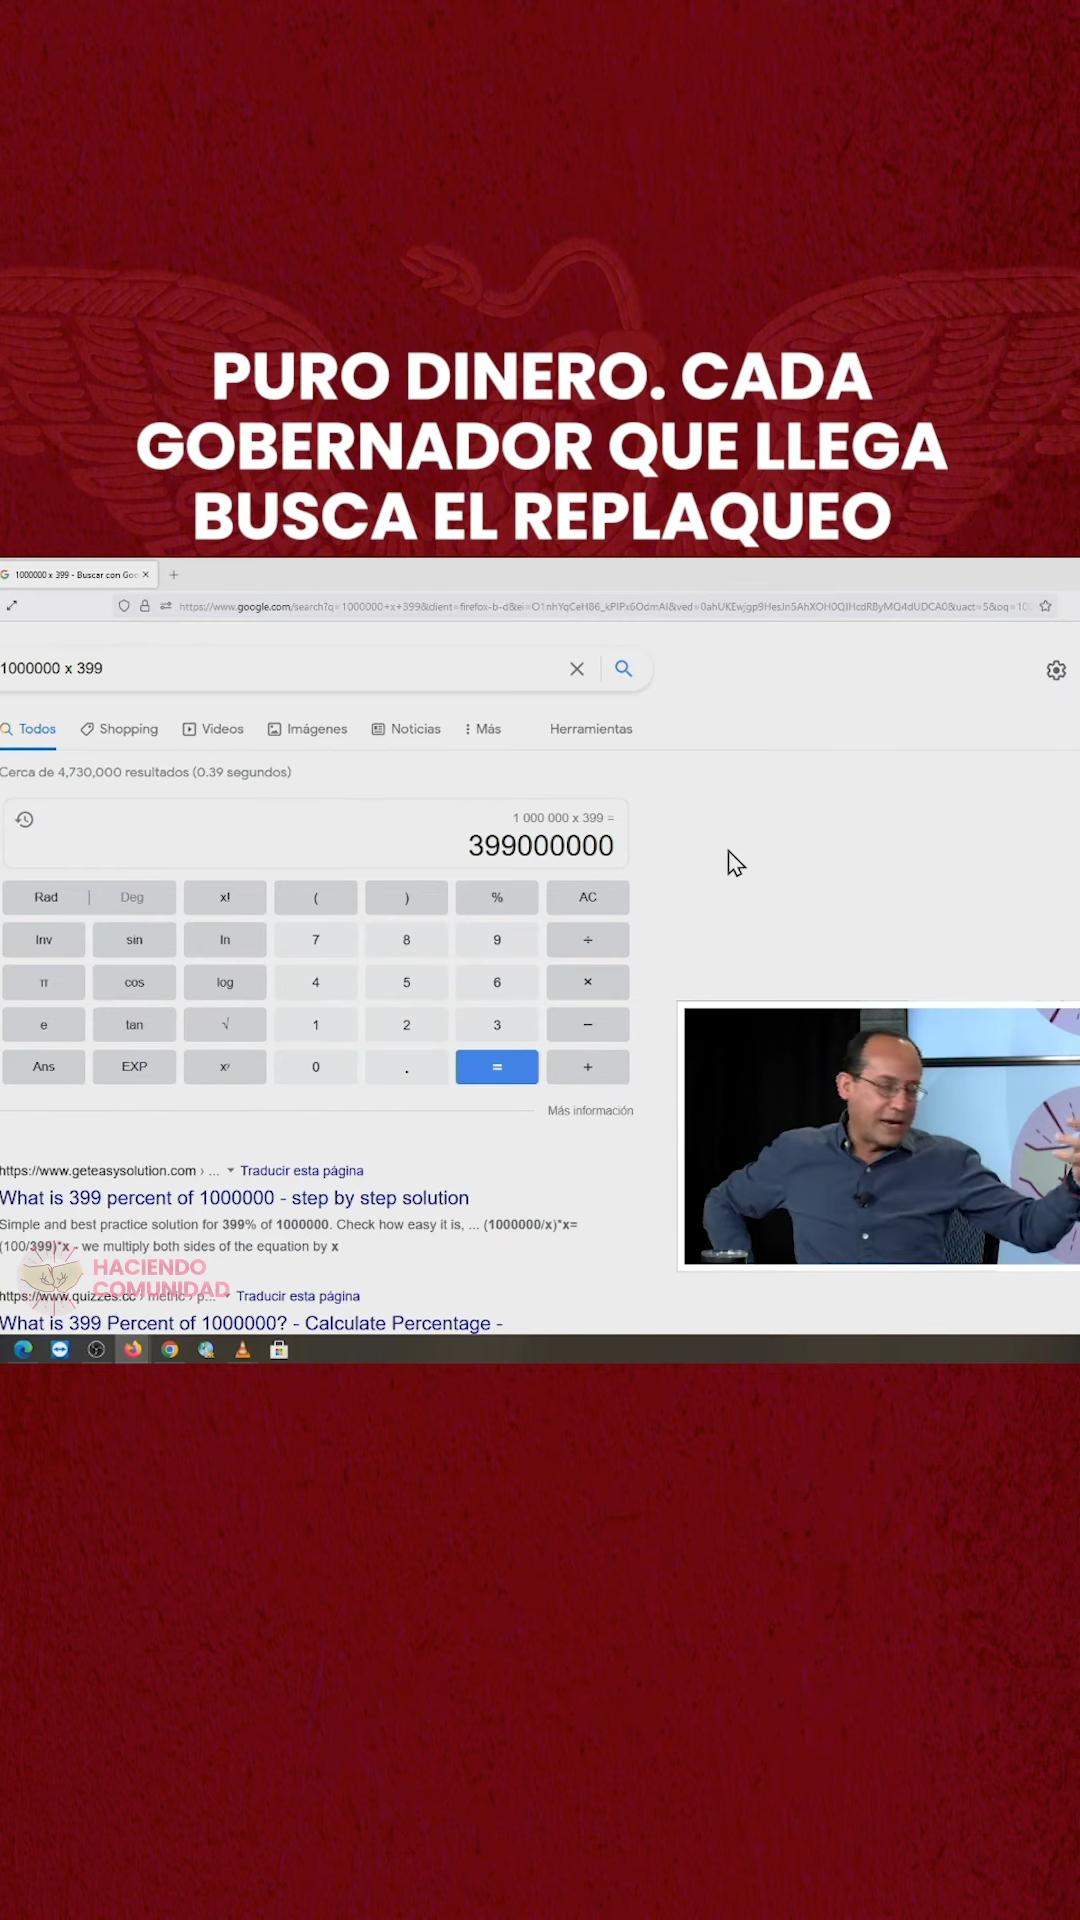 PURO DINERO. CADA
GOBERNADOR QUE LLEGA
BUSCA EL REPLAQUEO
1000000 x 399 - Buscar con Goo
1000000 x 399
Todos
Shopping
Videos
Imágenes
Noticias
Más
Herramientas
Cerca de 4,730,000 resultados (0.39 segundos)
1 000 000 x 399 =
399000000
Rad | Deg x! ( ) % AC
Inv sin ln 7 8 9 ÷
π cos log 4 5 6 ×
e tan √ 1 2 3 −
Ans EXP xʸ 0 . = +
Más información
https://www.geteasysolution.com › ... Traducir esta página
What is 399 percent of 1000000 - step by step solution
Simple and best practice solution for 399% of 1000000. Check how easy it is, ... (1000000/x)*x=
(100/399)*x - we multiply both sides of the equation by x
HACIENDO
COMUNIDAD
https://www.quizzes.cc › metric › p... Traducir esta página
What is 399 Percent of 1000000? - Calculate Percentage -